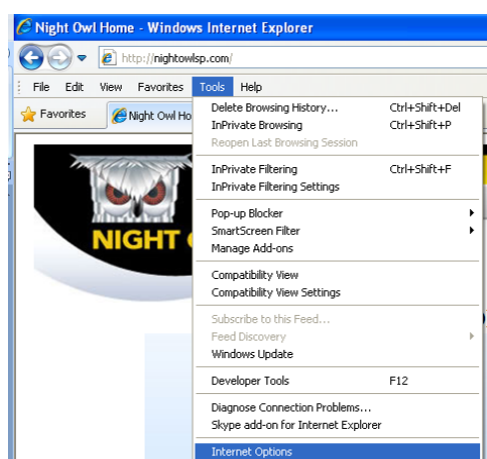 Night Owl Home - Windows Internet Explorer
http://nightowlsp.com/
File Edit View Favorites Tools Help
Favorites
Night Owl Ho
Delete Browsing History... Ctrl+Shift+Del
InPrivate Browsing Ctrl+Shift+P
Reopen Last Browsing Session
InPrivate Filtering Ctrl+Shift+F
InPrivate Filtering Settings
Pop-up Blocker
SmartScreen Filter
Manage Add-ons
Compatibility View
Compatibility View Settings
Subscribe to this Feed...
Feed Discovery
Windows Update
Developer Tools F12
Diagnose Connection Problems...
Skype add-on for Internet Explorer
Internet Options
NIGHT